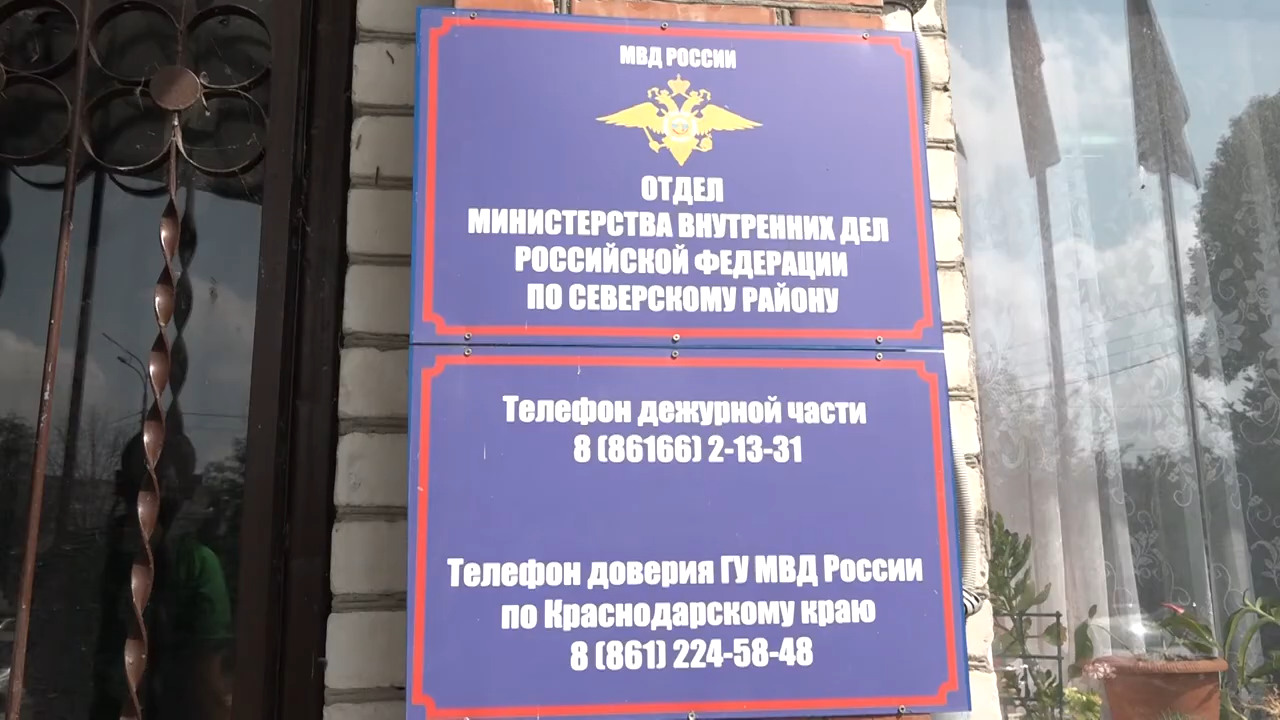 МВД РОССИИ
ОТДЕЛ
МИНИСТЕРСТВА ВНУТРЕННИХ ДЕЛ
РОССИЙСКОЙ ФЕДЕРАЦИИ
ПО СЕВЕРСКОМУ РАЙОНУ
Телефон дежурной части
8 (86166) 2-13-31
Телефон доверия ГУ МВД России
по Краснодарскому краю
8 (861) 224-58-48